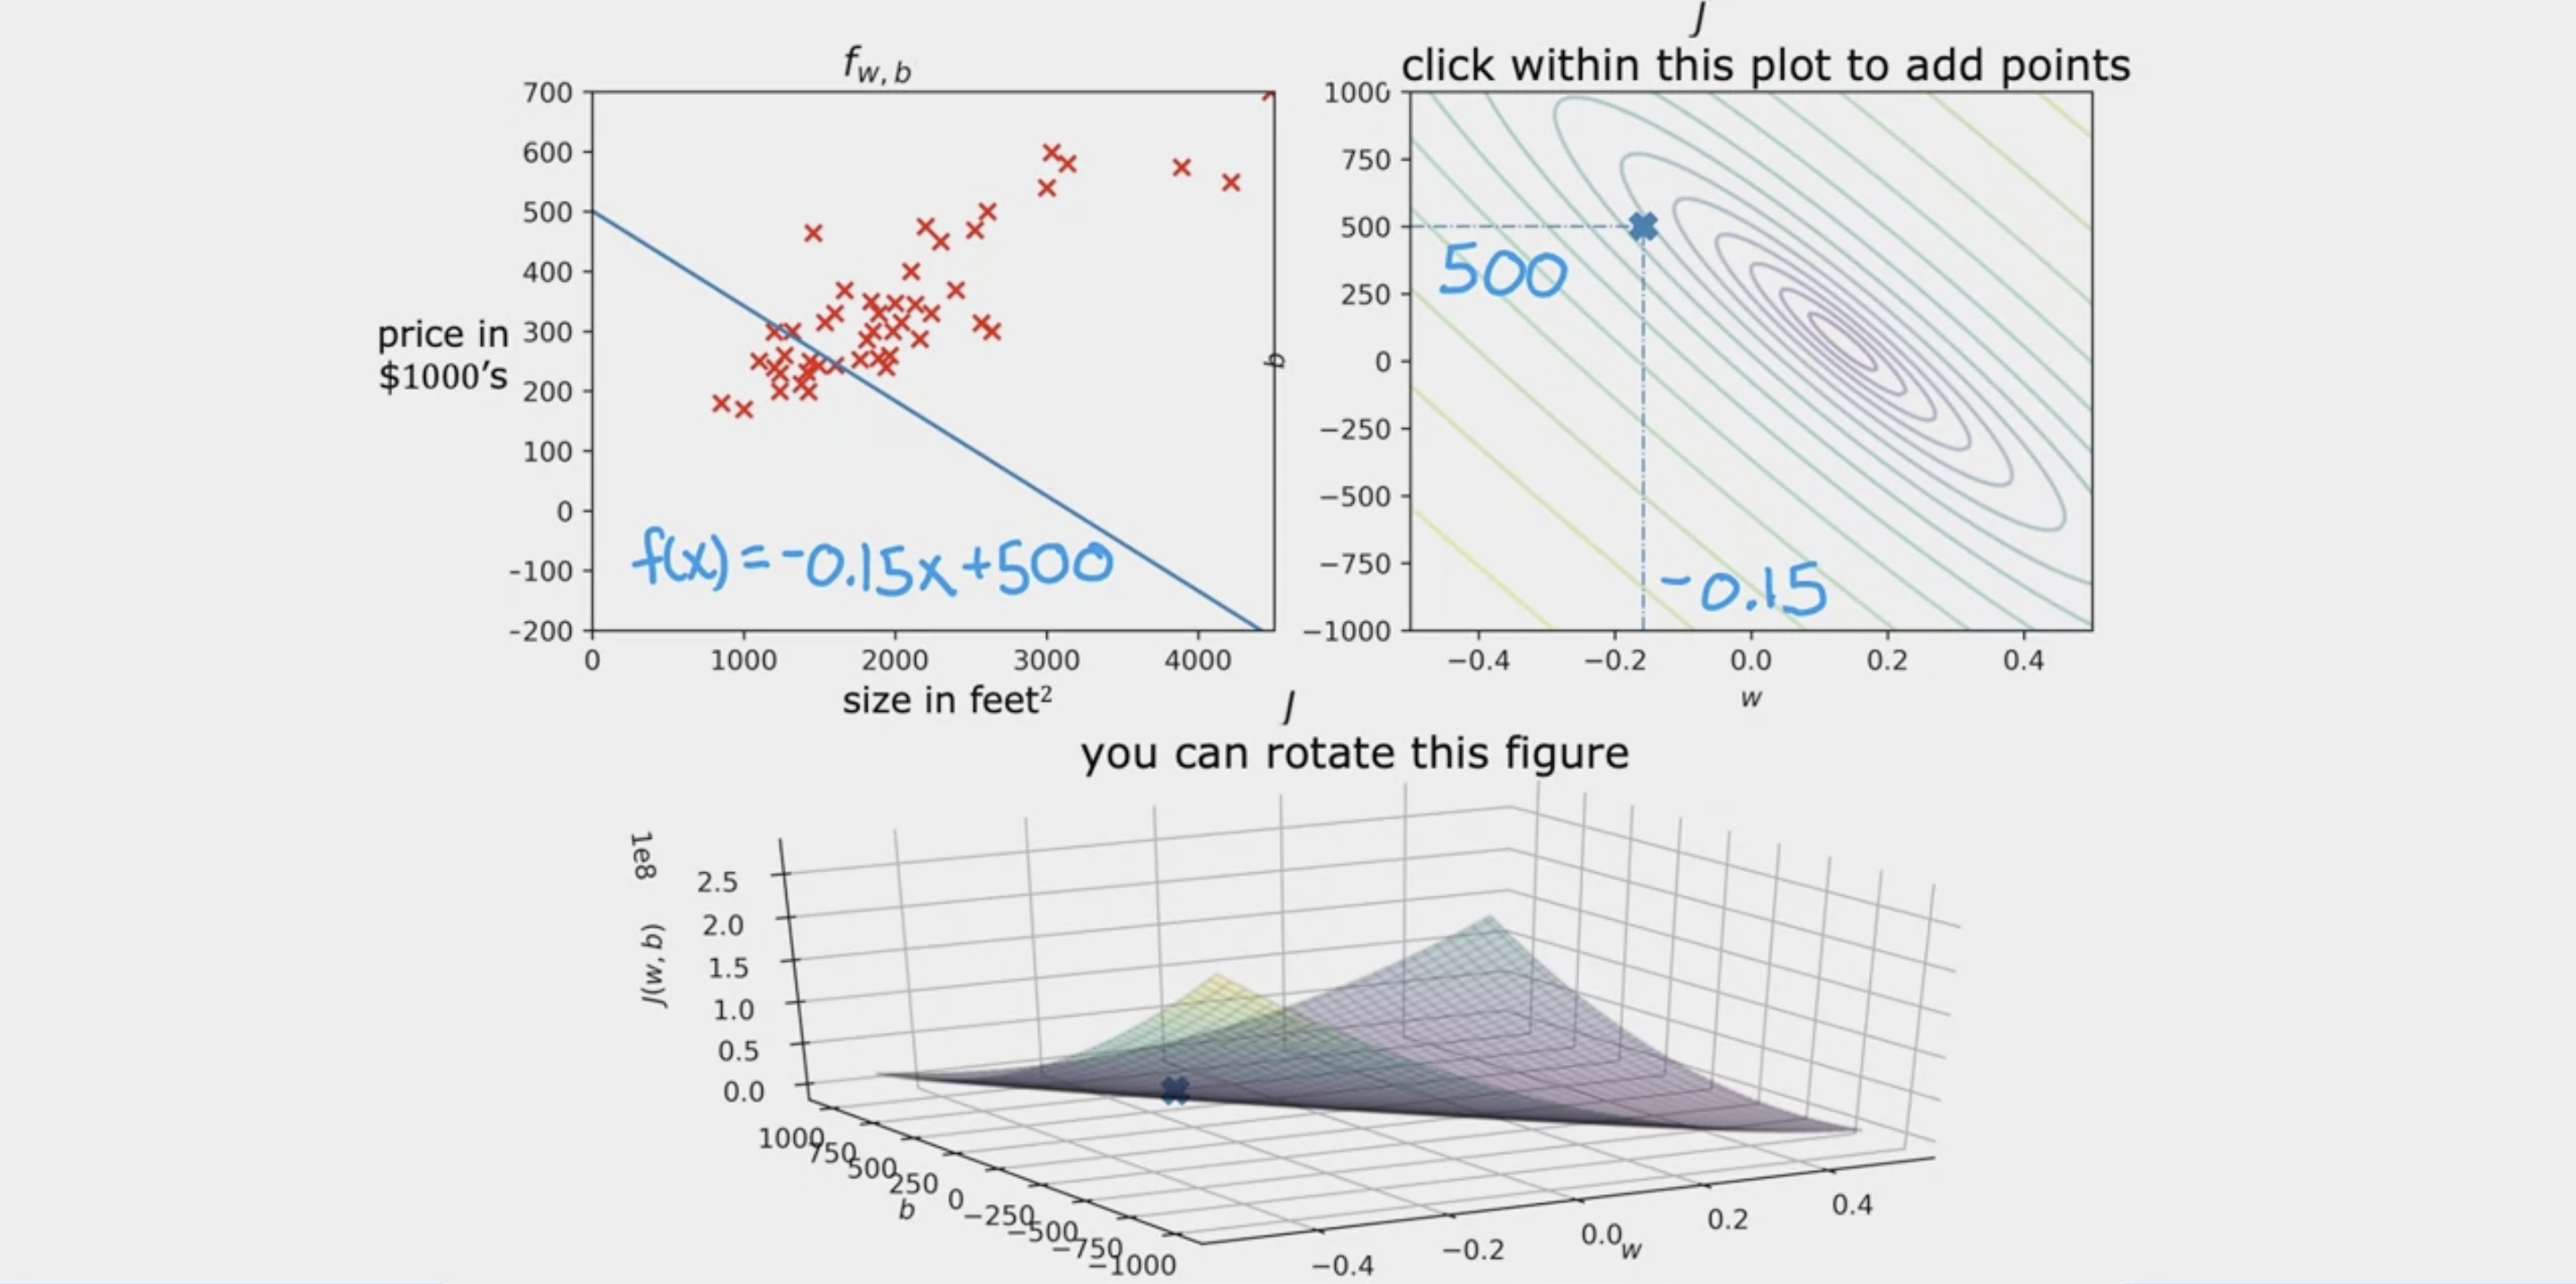 f_{w, b}
700
600
500
400
300
200
100
0
-100
-200
price in
$1000's
f(x) = -0.15x+500
0 1000 2000 3000 4000
size in feet²
J
click within this plot to add points
1000
750
500
250
0
−250
−500
−750
−1000
b
500
-0.15
−0.4 −0.2 0.0 0.2 0.4
w
J
you can rotate this figure
1e8
J(w, b)
2.5
2.0
1.5
1.0
0.5
0.0
1000
750
500
250
0
−250
−500
−750
−1000
b
−0.4 −0.2 0.0 0.2 0.4
w